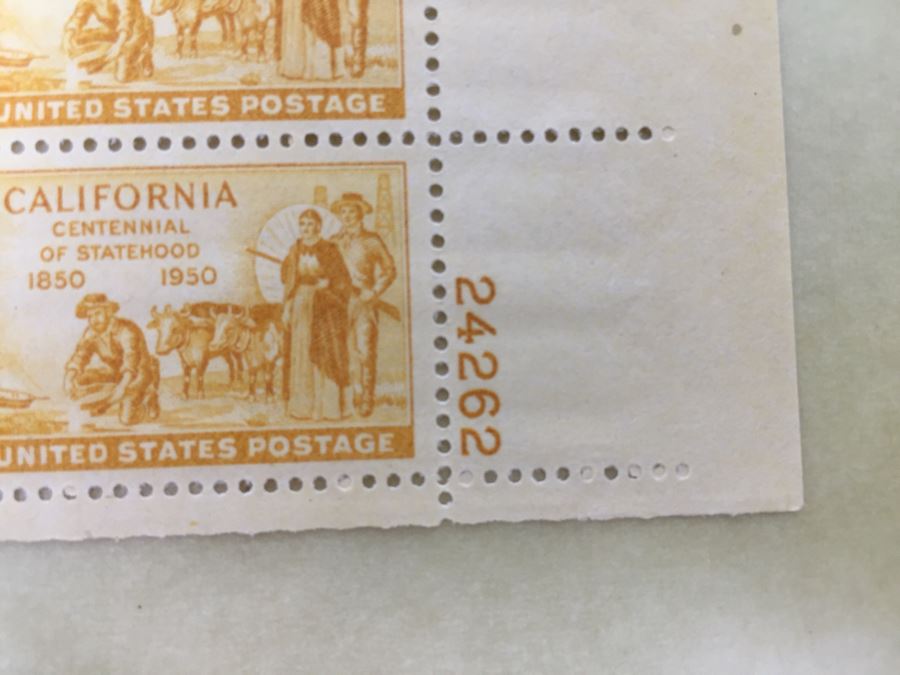 UNITED STATES POSTAGE
CALIFORNIA
CENTENNIAL
OF STATEHOOD
1850 1950
UNITED STATES POSTAGE
24262